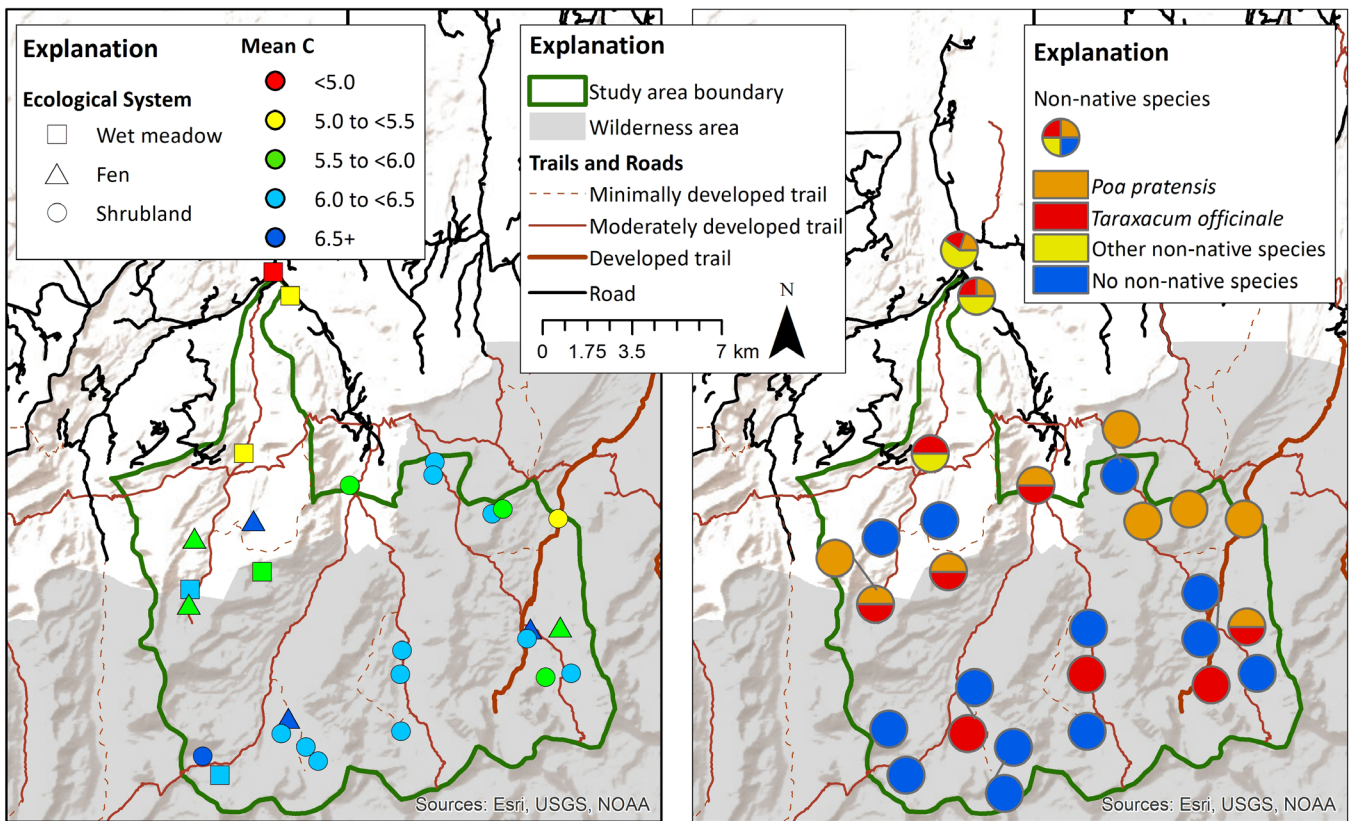 Explanation
Ecological System
Wet meadow
Fen
Shrubland
Mean C
<5.0
5.0 to <5.5
5.5 to <6.0
6.0 to <6.5
6.5+
Explanation
Study area boundary
Wilderness area
Trails and Roads
Minimally developed trail
Moderately developed trail
Developed trail
Road
N
0 1.75 3.5 7 km
Explanation
Non-native species
Poa pratensis
Taraxacum officinale
Other non-native species
No non-native species
Sources: Esri, USGS, NOAA
Sources: Esri, USGS, NOAA